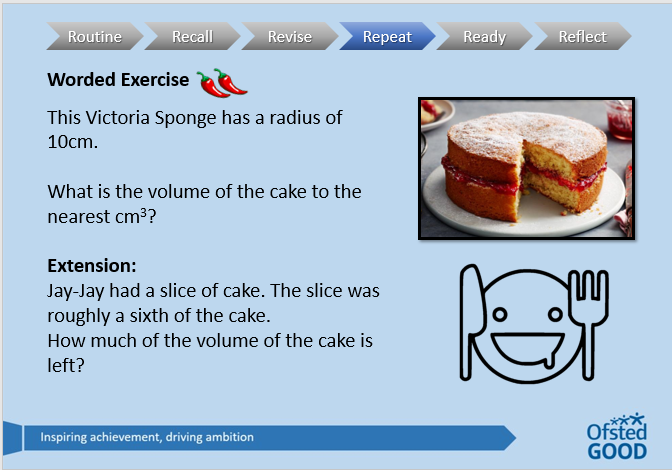 Routine
Recall
Revise
Repeat
Ready
Reflect
Worded Exercise
This Victoria Sponge has a radius of
10cm.
What is the volume of the cake to the
nearest cm³?
Extension:
Jay-Jay had a slice of cake. The slice was
roughly a sixth of the cake.
How much of the volume of the cake is
left?
Inspiring achievement, driving ambition
Ofsted
GOOD